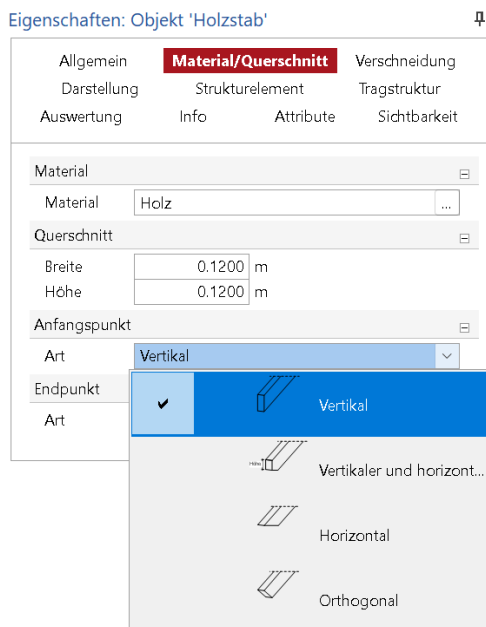 Eigenschaften: Objekt 'Holzstab'
Allgemein Material/Querschnitt Verschneidung
Darstellung Strukturelement Tragstruktur
Auswertung Info Attribute Sichtbarkeit
Material
Material Holz ...
Querschnitt
Breite 0.1200 m
Höhe 0.1200 m
Anfangspunkt
Art Vertikal
Endpunkt
Art
Vertikal
Höhe
Vertikaler und horizont...
Horizontal
Orthogonal